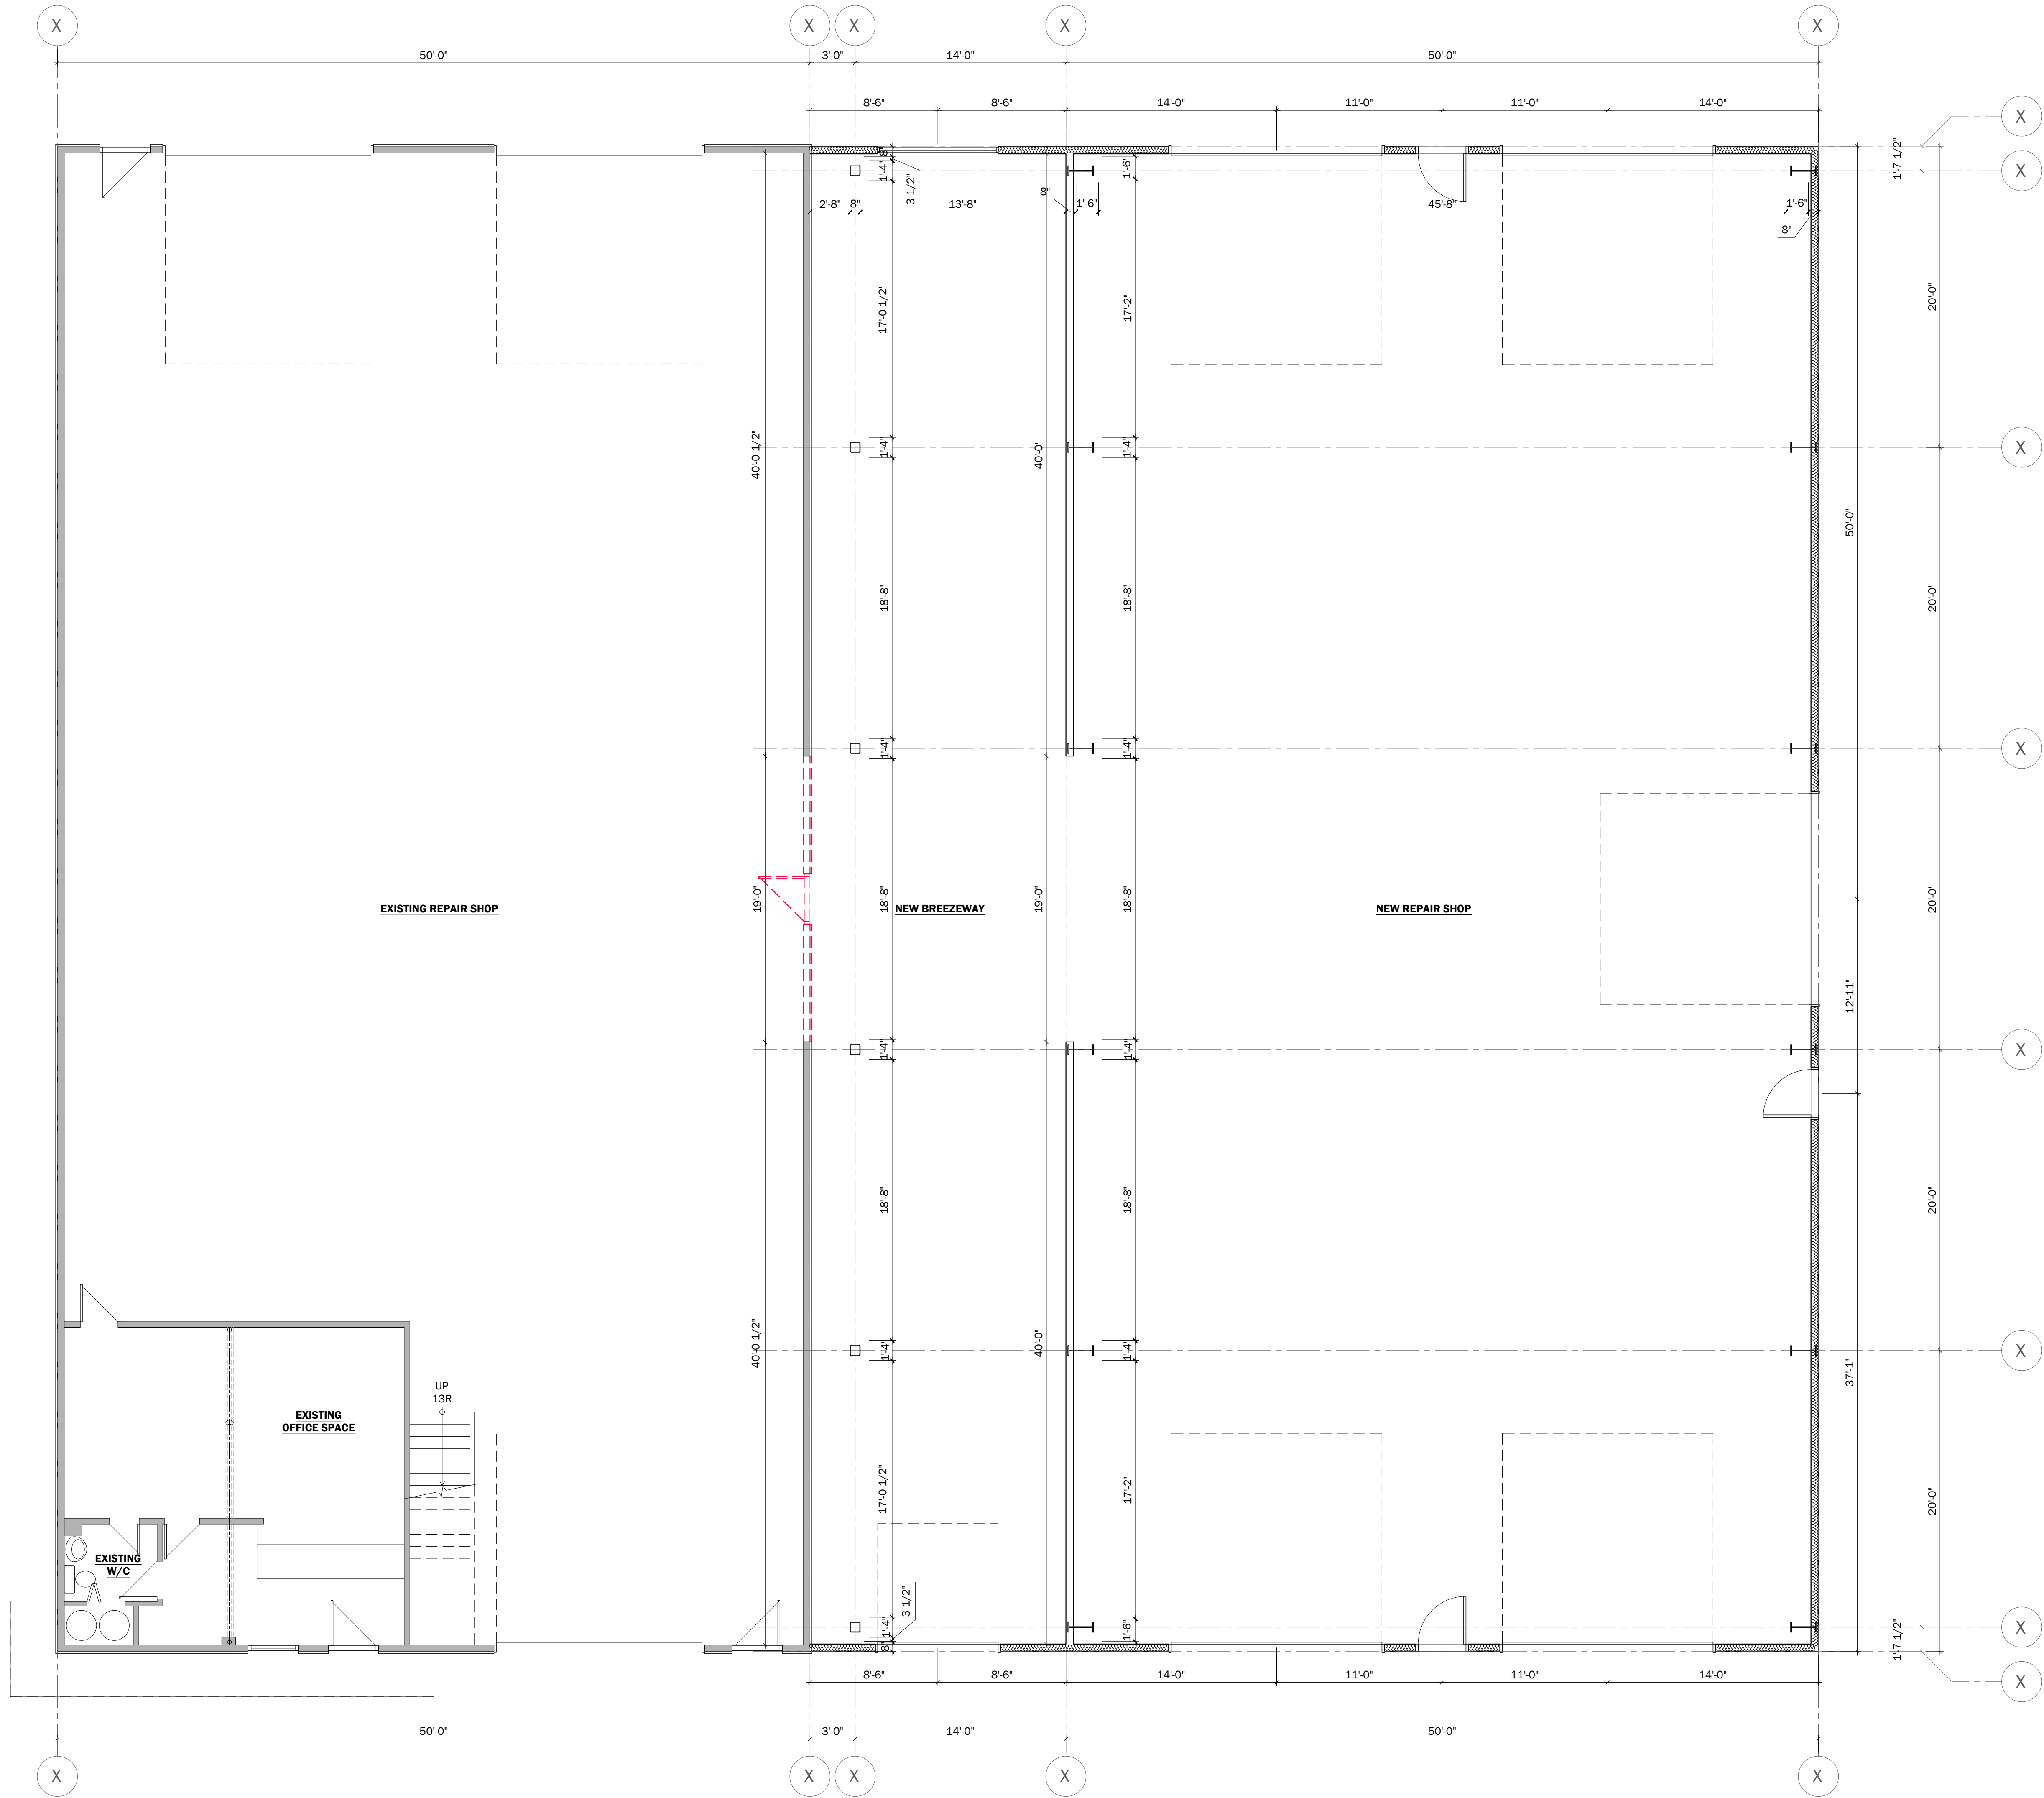 X X X X X
50'-0" 3'-0" 14'-0" 50'-0"
8'-6" 8'-6" 14'-0" 11'-0" 11'-0" 14'-0"
X
1'-7 1/2"
X
8"
1'-4"
3 1/2"
1'-6"
2'-8" 8" 13'-8" 8" 1'-6" 45'-8" 1'-6"
8"
17'-0 1/2"
17'-2"
20'-0"
40'-0 1/2"
1'-4"
40'-0"
1'-4"
X
50'-0"
18'-8"
18'-8"
20'-0"
1'-4"
1'-4"
X
19'-0"
18'-8"
19'-0"
18'-8"
20'-0"
EXISTING REPAIR SHOP
NEW BREEZEWAY
NEW REPAIR SHOP
12'-11"
1'-4"
1'-4"
X
18'-8"
18'-8"
20'-0"
40'-0 1/2"
1'-4"
40'-0"
1'-4"
X
37'-1"
UP
13R
EXISTING
OFFICE SPACE
17'-0 1/2"
17'-2"
20'-0"
EXISTING
W/C
3 1/2"
1'-4"
8"
1'-6"
1'-7 1/2"
X
X
8'-6" 8'-6" 14'-0" 11'-0" 11'-0" 14'-0"
50'-0" 3'-0" 14'-0" 50'-0"
X X X X X